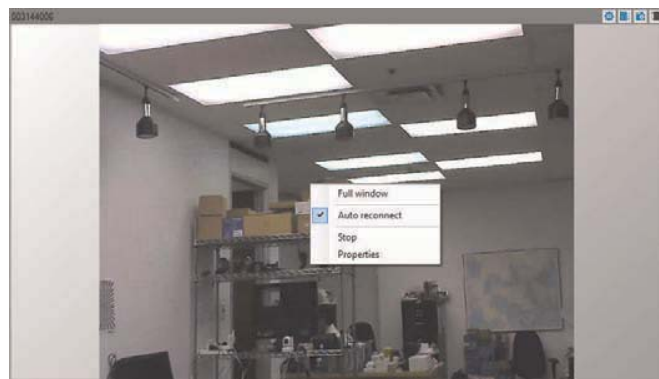 003144006
Full window
Auto reconnect
Stop
Properties